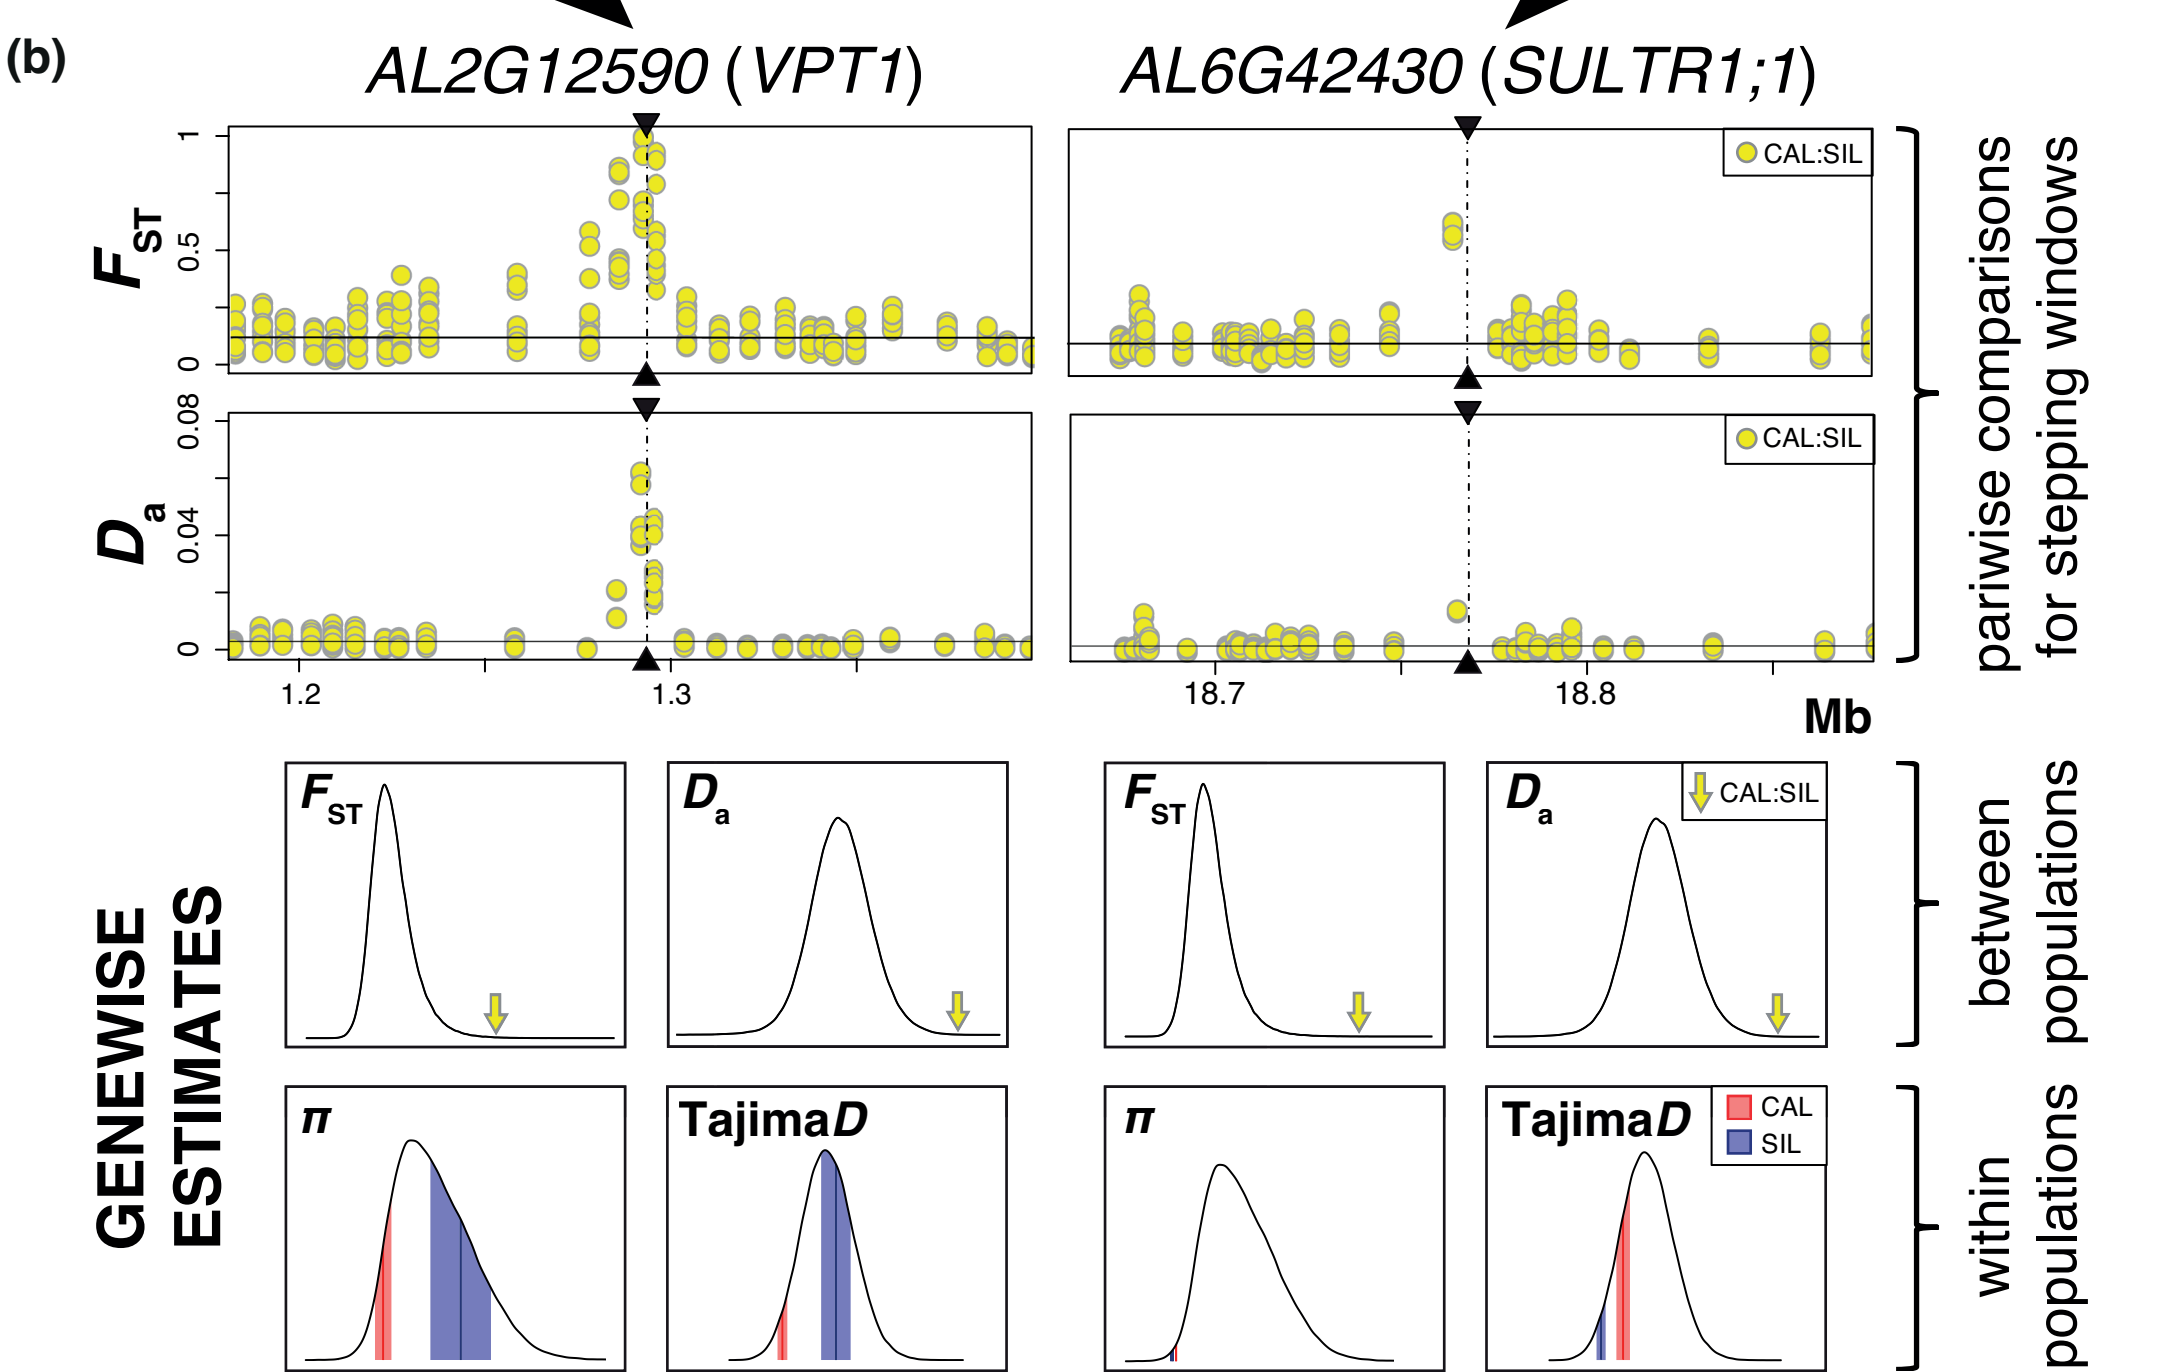 (b)
AL2G12590 (VPT1)
AL6G42430 (SULTR1;1)
FST
1
0.5
0
CAL:SIL
Da
0.08
0.04
0
CAL:SIL
1.2
1.3
18.7
18.8
Mb
pariwise comparisons
for stepping windows
GENEWISE
ESTIMATES
FST
Da
FST
Da
CAL:SIL
between
populations
π
TajimaD
π
TajimaD
CAL
SIL
within
populations